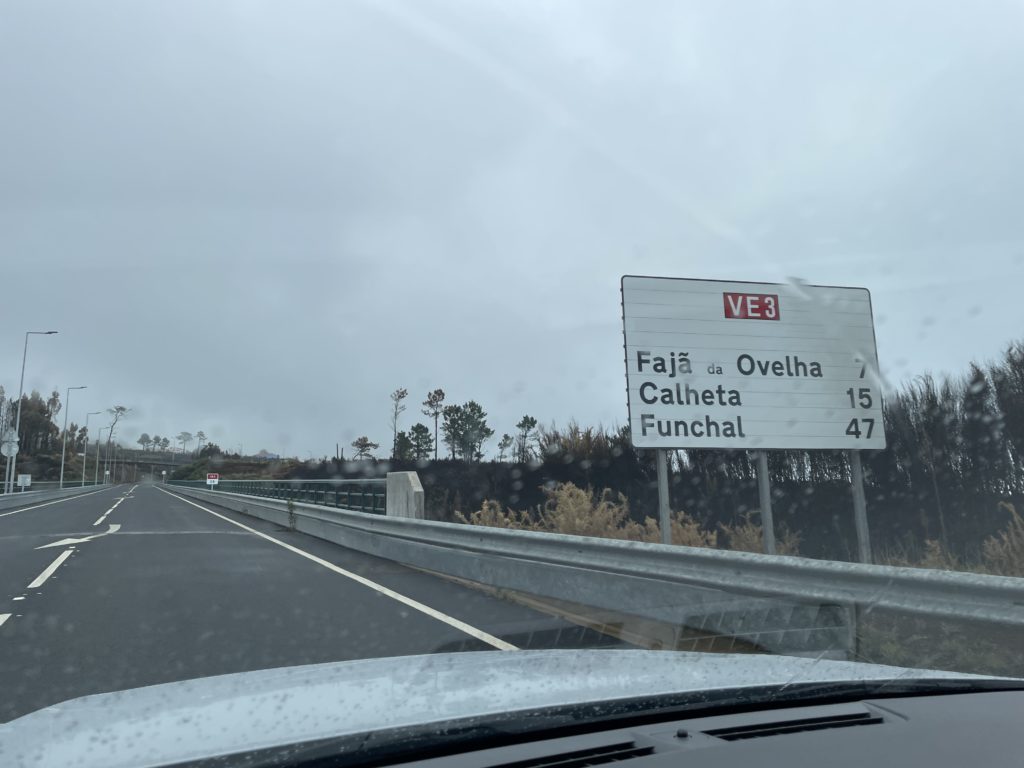 VE3
Fajã da Ovelha 7
Calheta 15
Funchal 47